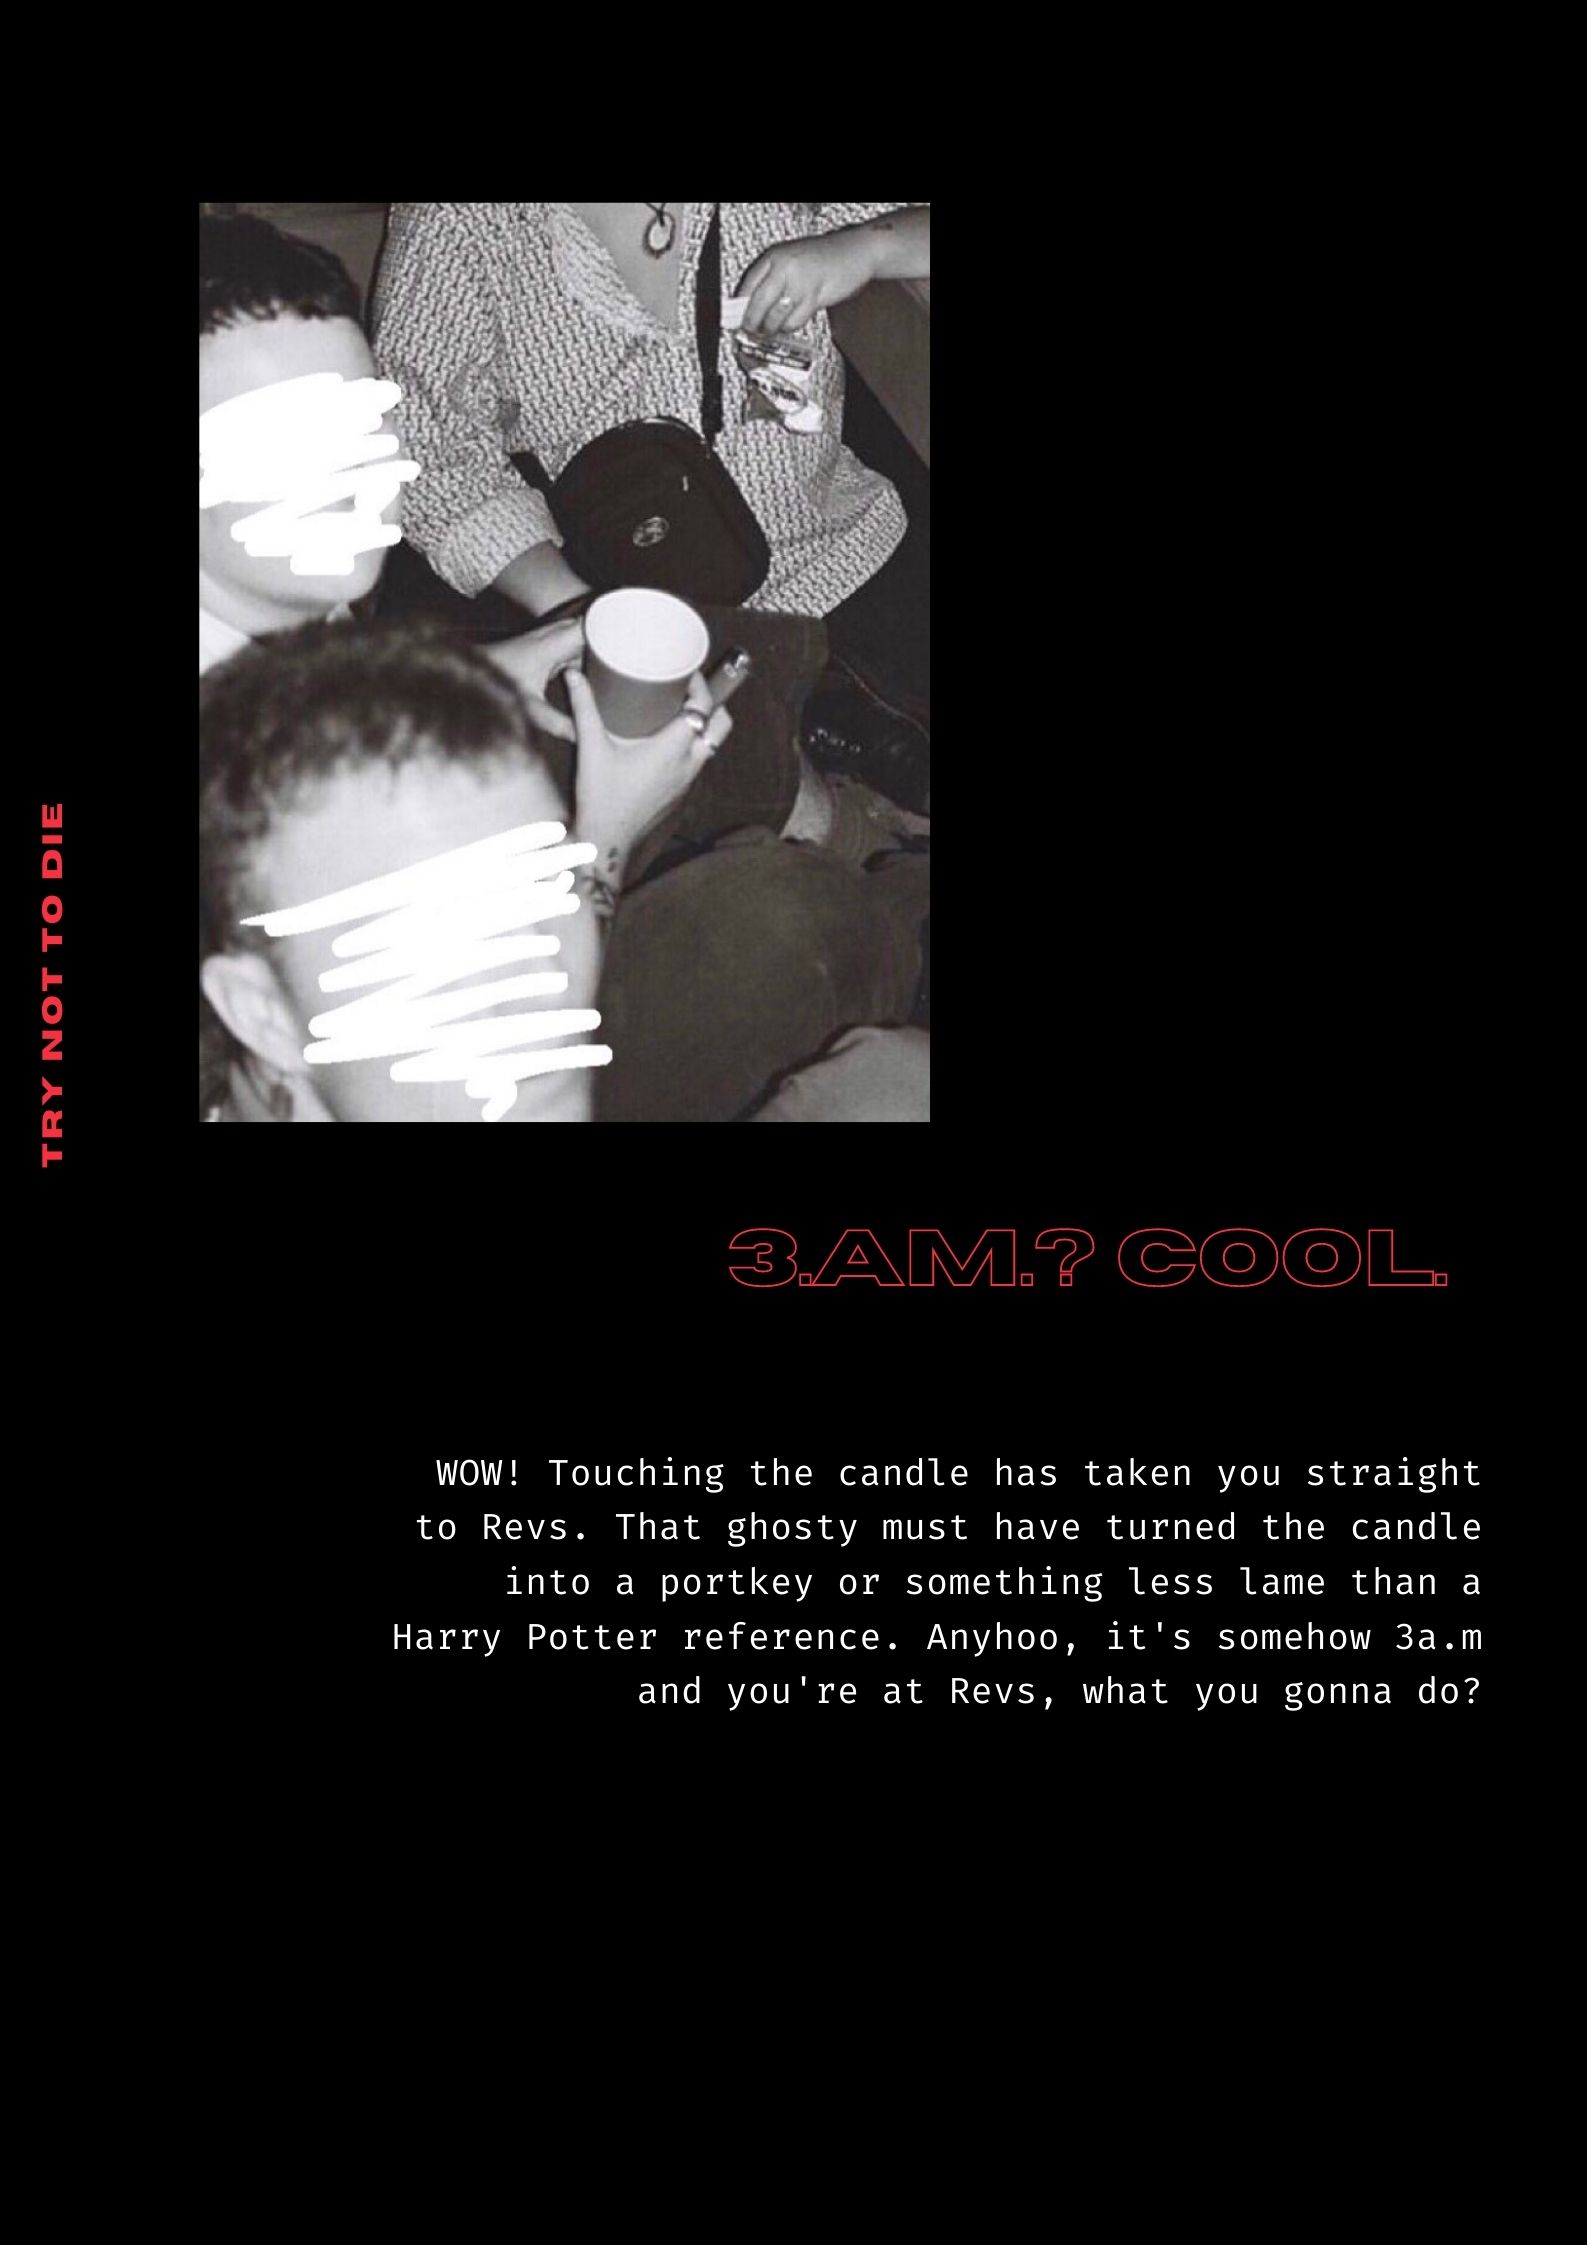 TRY NOT TO DIE
3.AM.? COOL.
WOW! Touching the candle has taken you straight
to Revs. That ghosty must have turned the candle
into a portkey or something less lame than a
Harry Potter reference. Anyhoo, it's somehow 3a.m
and you're at Revs, what you gonna do?